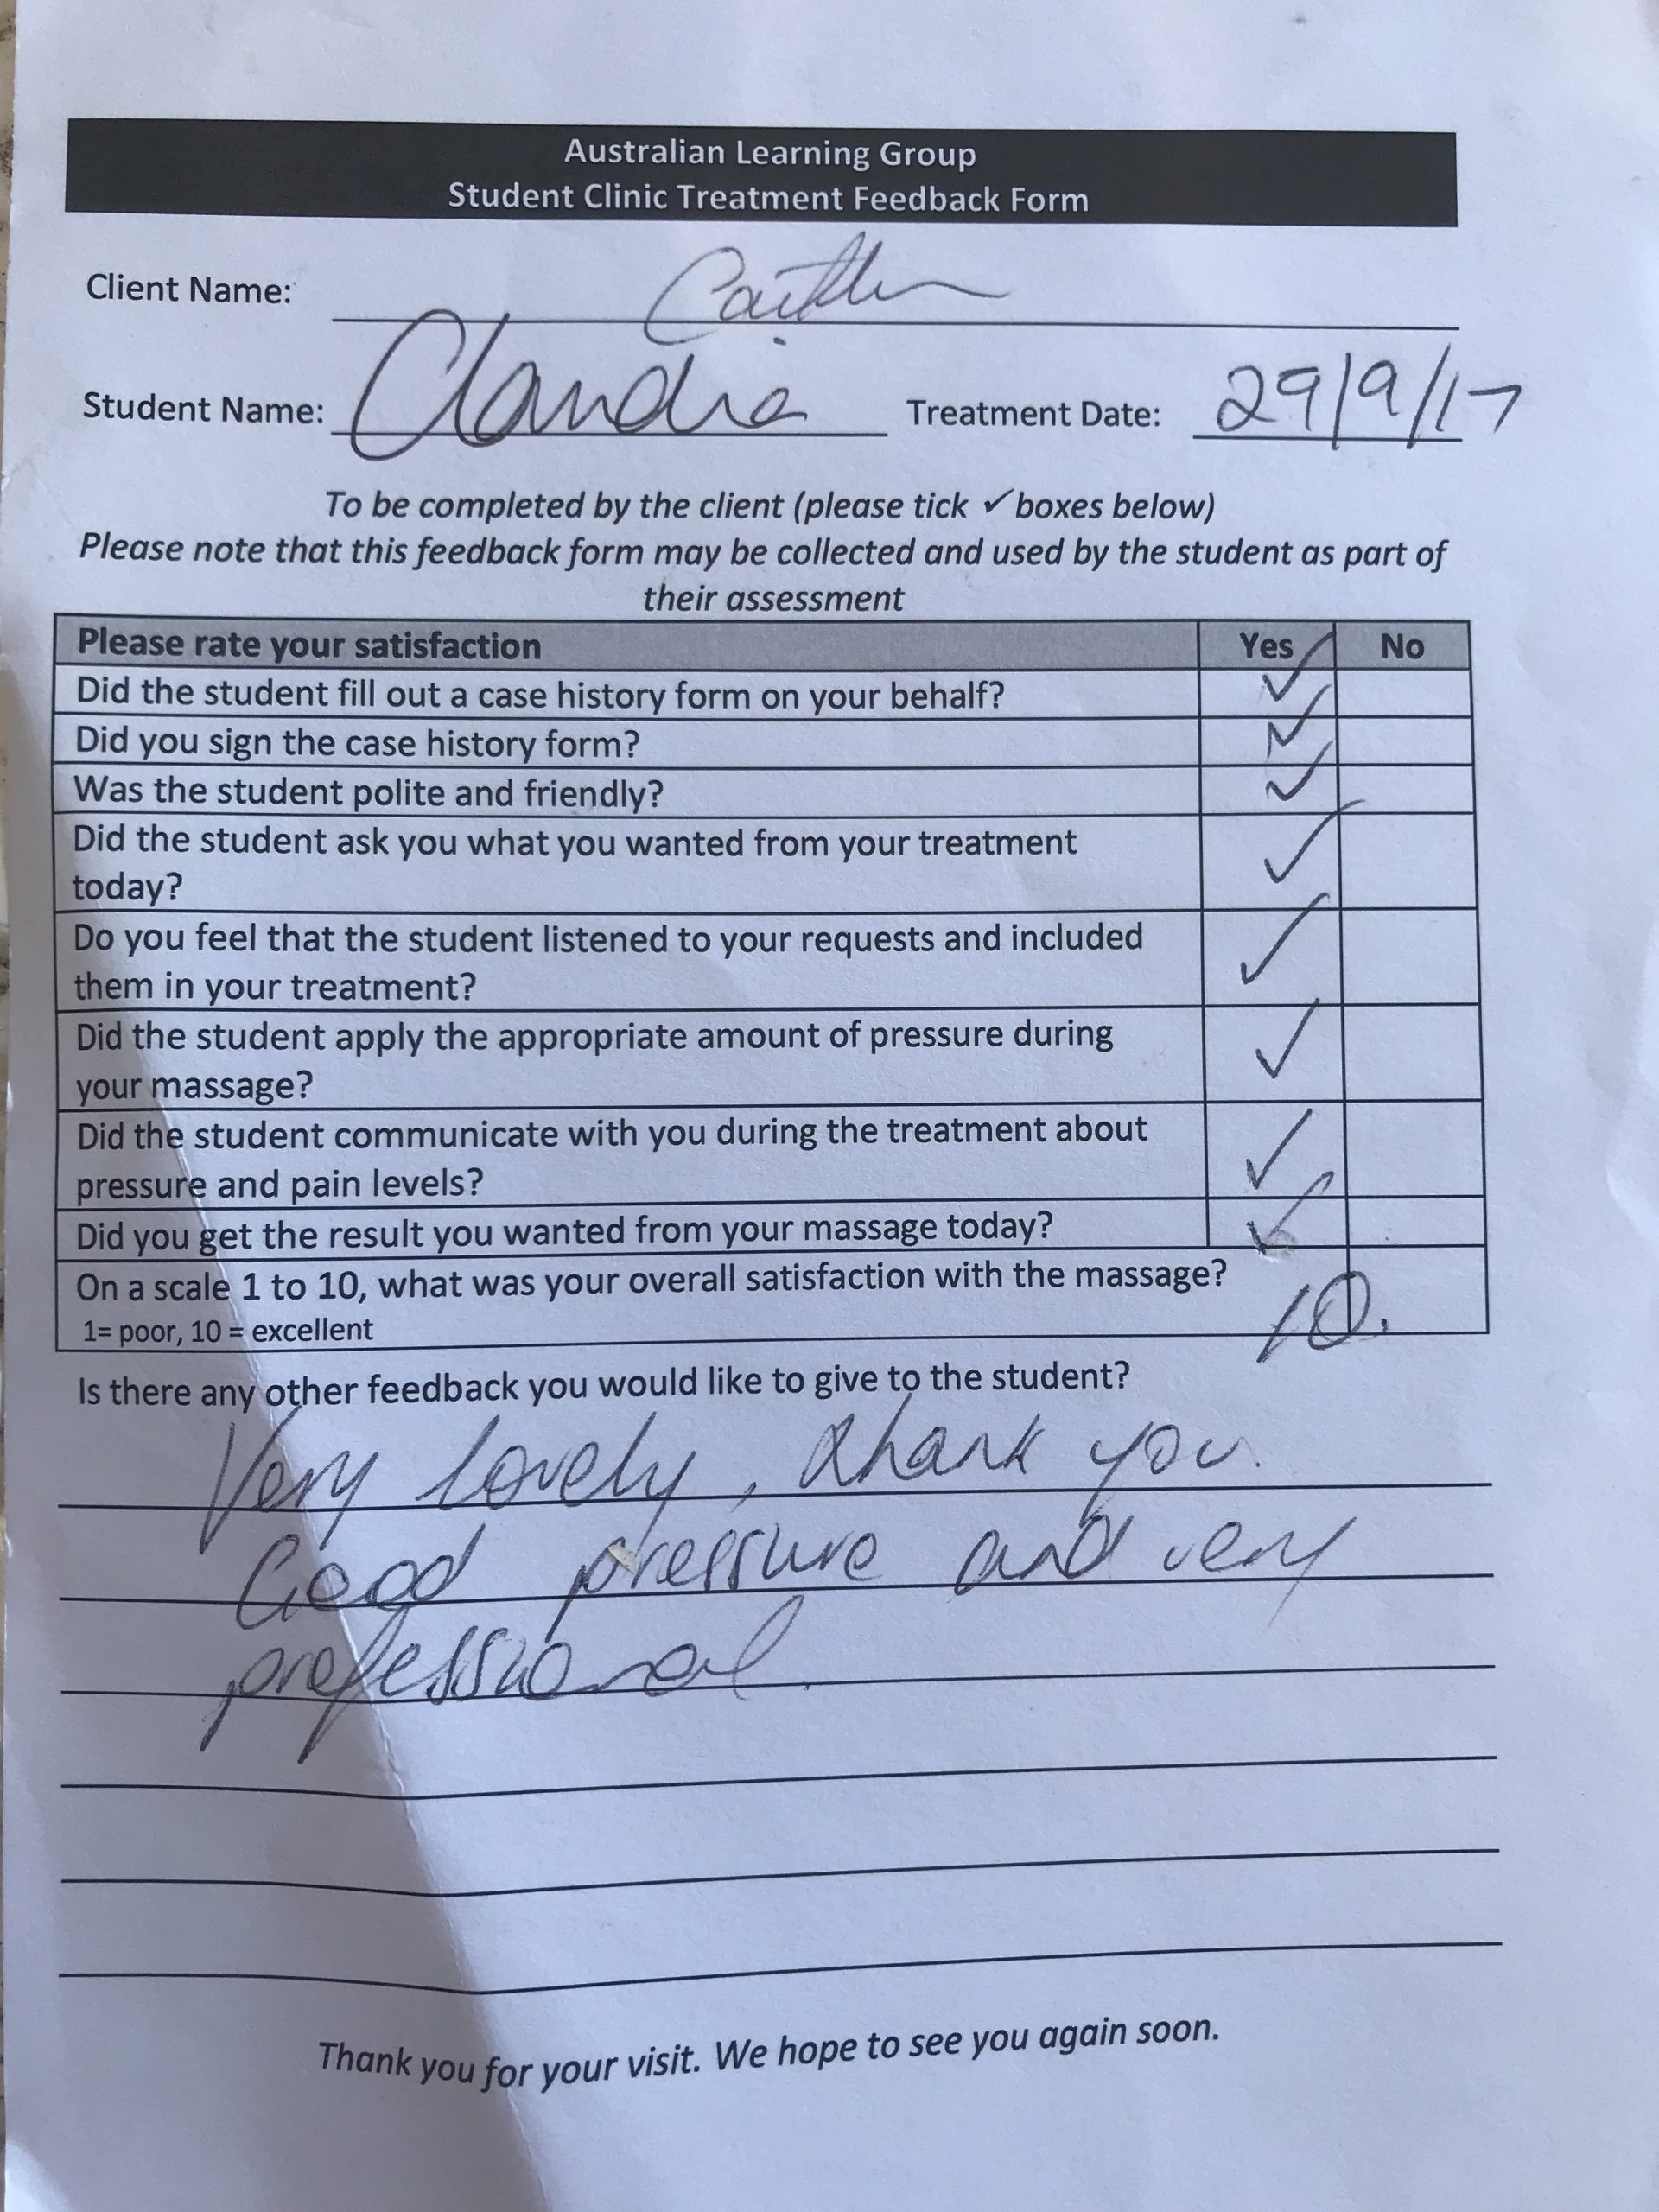 Australian Learning Group
Student Clinic Treatment Feedback Form
Client Name: Caitlin
Student Name: Claudia Treatment Date: 29/9/17
To be completed by the client (please tick ✓ boxes below)
Please note that this feedback form may be collected and used by the student as part of
their assessment
Please rate your satisfaction Yes No
Did the student fill out a case history form on your behalf? ✓
Did you sign the case history form? ✓
Was the student polite and friendly? ✓
Did the student ask you what you wanted from your treatment ✓
today?
Do you feel that the student listened to your requests and included ✓
them in your treatment?
Did the student apply the appropriate amount of pressure during ✓
your massage?
Did the student communicate with you during the treatment about ✓
pressure and pain levels?
Did you get the result you wanted from your massage today? ✓
On a scale 1 to 10, what was your overall satisfaction with the massage? 10.
1= poor, 10 = excellent
Is there any other feedback you would like to give to the student?
Very lovely, thank you.
Good pressure and very
professional.
Thank you for your visit. We hope to see you again soon.